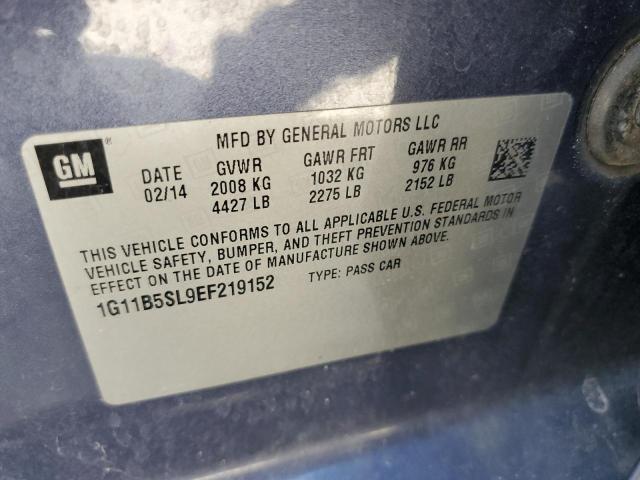 MFD BY GENERAL MOTORS LLC
GM ®
DATE GVWR GAWR FRT GAWR RR
02/14 2008 KG 1032 KG 976 KG
4427 LB 2275 LB 2152 LB
THIS VEHICLE CONFORMS TO ALL APPLICABLE U.S. FEDERAL MOTOR
VEHICLE SAFETY, BUMPER, AND THEFT PREVENTION STANDARDS IN
EFFECT ON THE DATE OF MANUFACTURE SHOWN ABOVE.
1G11B5SL9EF219152 TYPE: PASS CAR